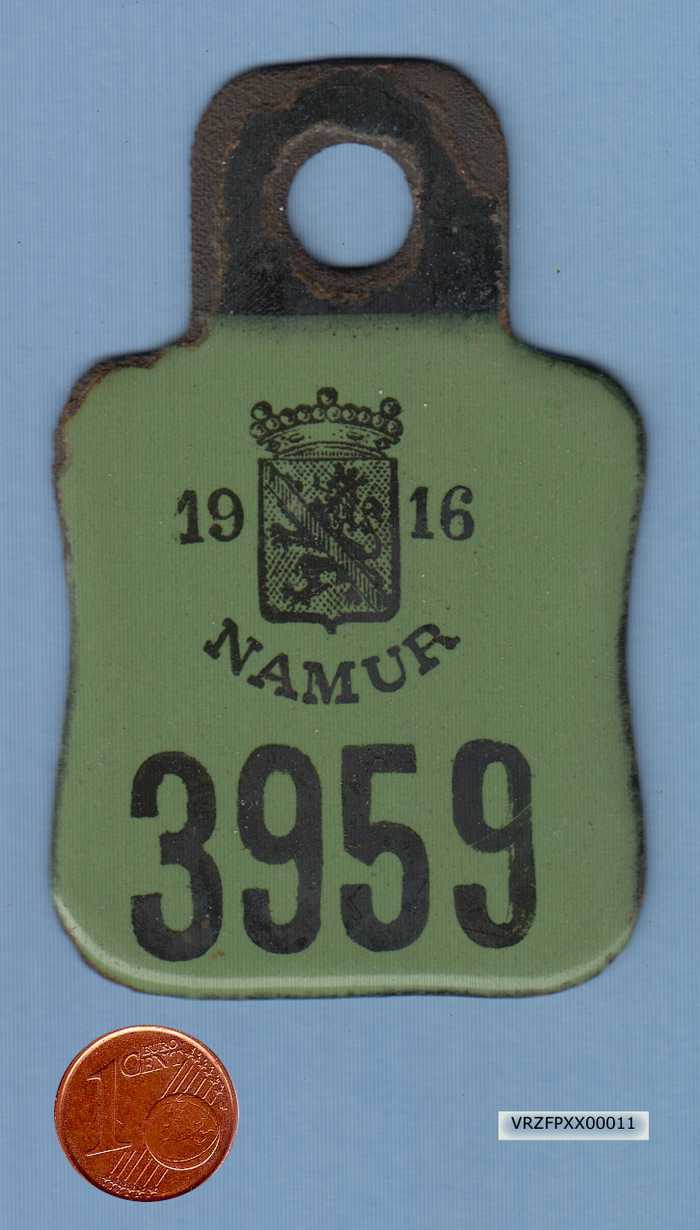 19 16
NAMUR
3959
1 EURO
CENT
VRZFPXX00011